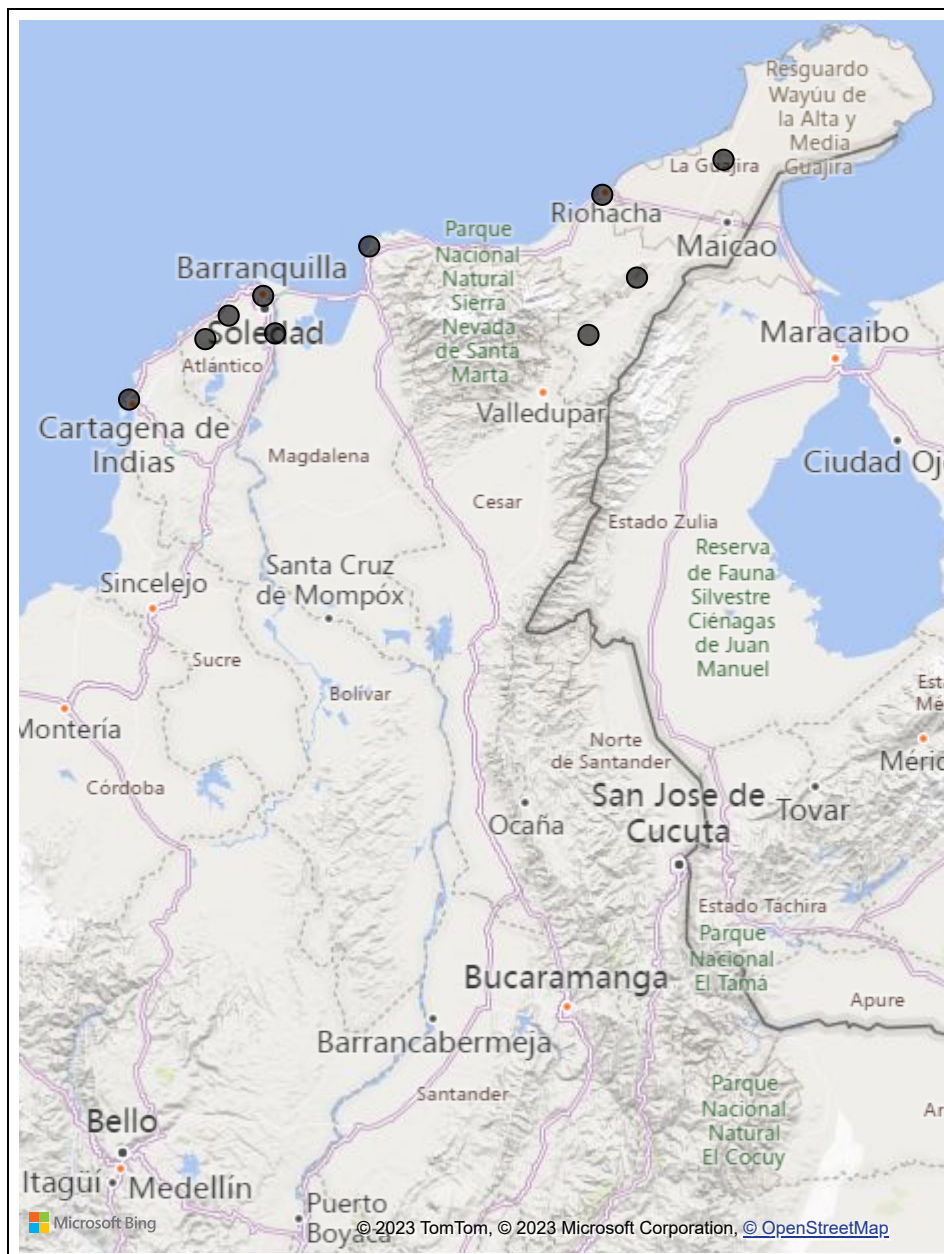 Resguardo
Wayúu de
la Alta y
Media
Guajira
La Guajira
Riohacha
Maicao
Parque
Nacional
Natural
Sierra
Nevada
de Santa
Marta
Barranquilla
Soledad
Atlántico
Maracaibo
Valledupar
Cartagena de
Indias
Magdalena
Ciudad Oj
Cesar
Estado Zulia
Reserva
de Fauna
Silvestre
Ciénagas
de Juan
Manuel
Santa Cruz
de Mompóx
Sincelejo
Sucre
Bolívar
Est
Mé
Montería
Norte
de Santander
Méric
Córdoba
San Jose de
Cucuta
Tovar
Ocaña
Estado Táchira
Parque
Nacional
El Tamá
Bucaramanga
Apure
Barrancabermeja
Santander
Parque
Nacional
Natural
El Cocuy
Ar
Bello
Itagüí
Medellín
Puerto
Boyacá
Microsoft Bing
© 2023 TomTom, © 2023 Microsoft Corporation, © OpenStreetMap